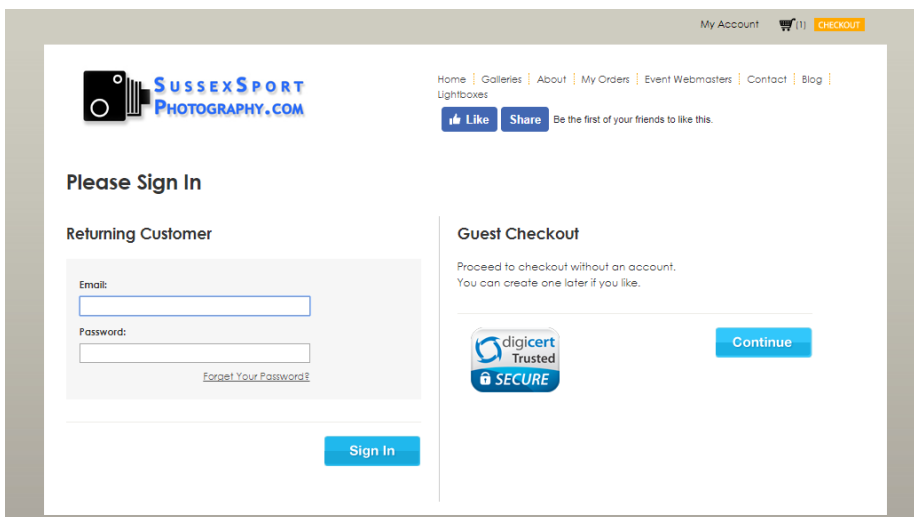 My Account (1) CHECKOUT
SUSSEXSPORT
PHOTOGRAPHY.COM
Home Galleries About My Orders Event Webmasters Contact Blog
Lightboxes
Like Share Be the first of your friends to like this.
Please Sign In
Returning Customer
Email:
Password:
Forget Your Password?
Sign In
Guest Checkout
Proceed to checkout without an account.
You can create one later if you like.
digicert
Trusted
SECURE
Continue